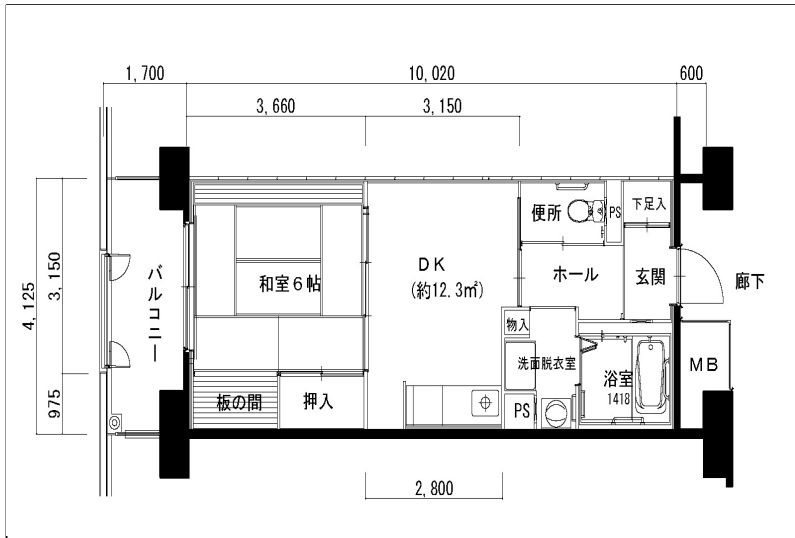 1,700
10,020
600
3,660
3,150
4,125
3,150
975
バルコニー
和室6帖
板の間
押入
DK
(約12.3㎡)
便所
PS
下足入
ホール
玄関
廊下
物入
洗面脱衣室
浴室
1418
PS
MB
2,800